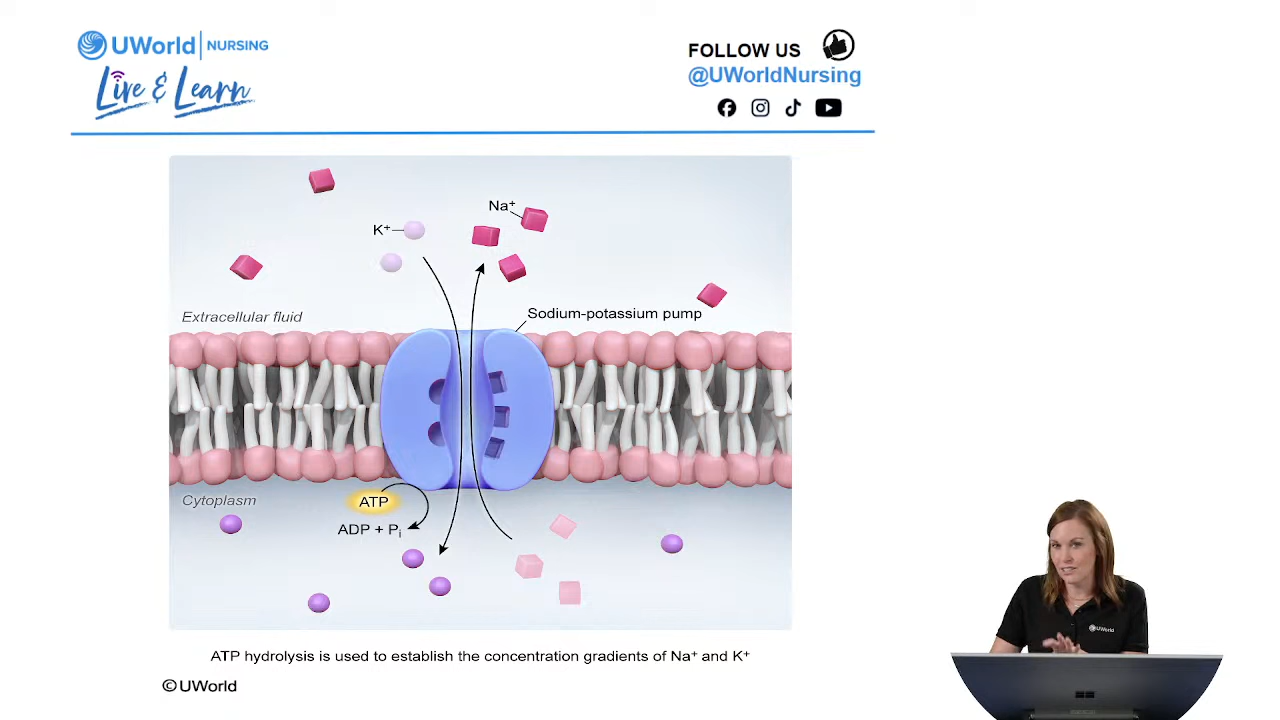 UWorld | NURSING
Live & Learn
FOLLOW US
@UWorldNursing
Na⁺
K⁺
Extracellular fluid
Sodium-potassium pump
Cytoplasm
ATP
ADP + Pᵢ
ATP hydrolysis is used to establish the concentration gradients of Na⁺ and K⁺
©UWorld
UWorld